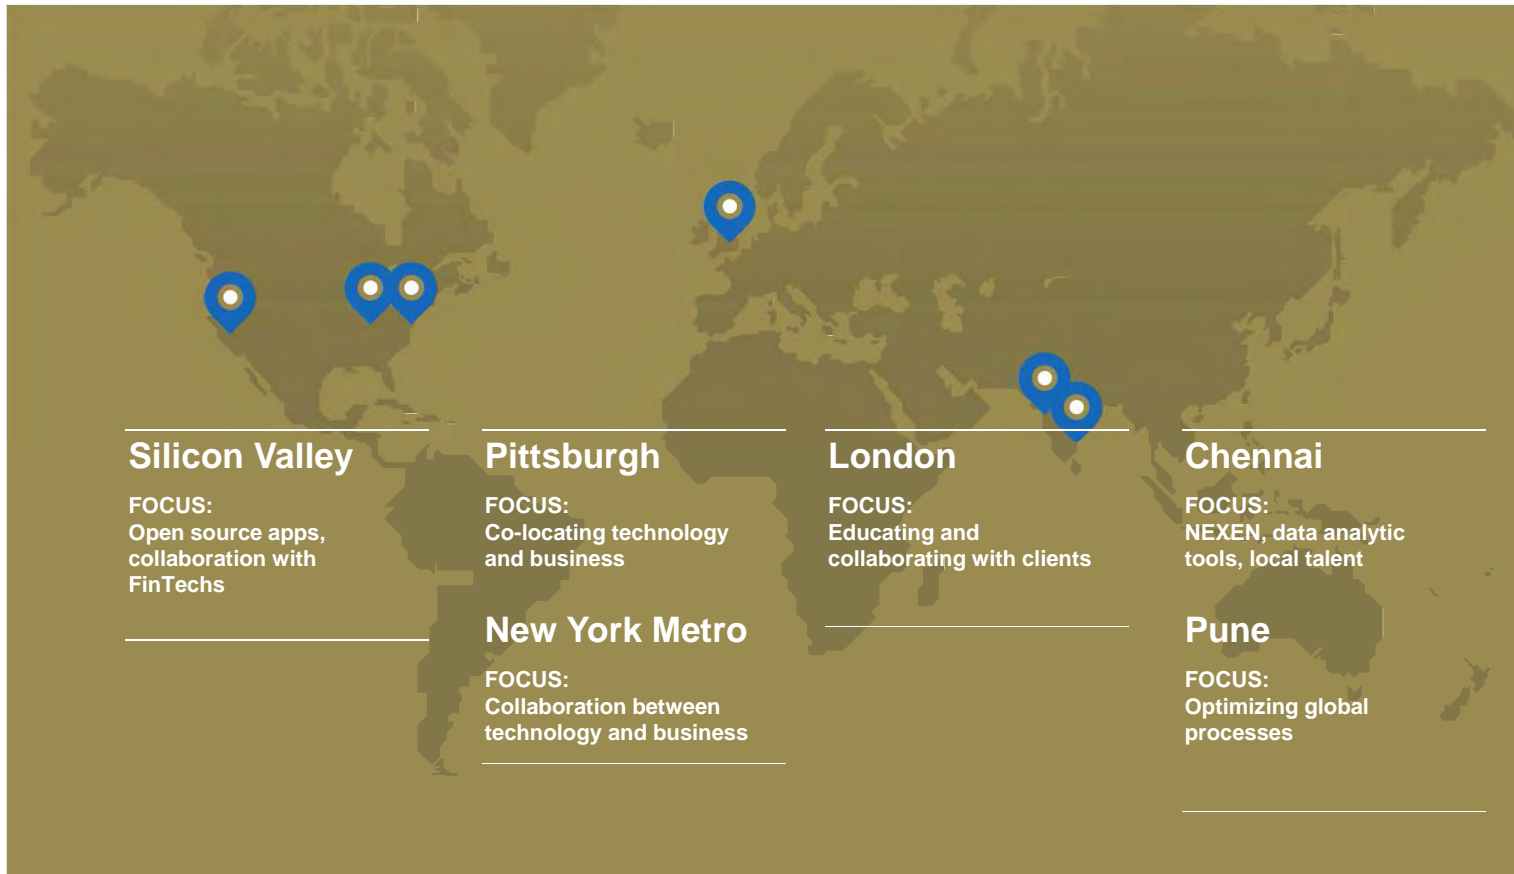 Silicon Valley
FOCUS:
Open source apps,
collaboration with
FinTechs
Pittsburgh
FOCUS:
Co-locating technology
and business
New York Metro
FOCUS:
Collaboration between
technology and business
London
FOCUS:
Educating and
collaborating with clients
Chennai
FOCUS:
NEXEN, data analytic
tools, local talent
Pune
FOCUS:
Optimizing global
processes